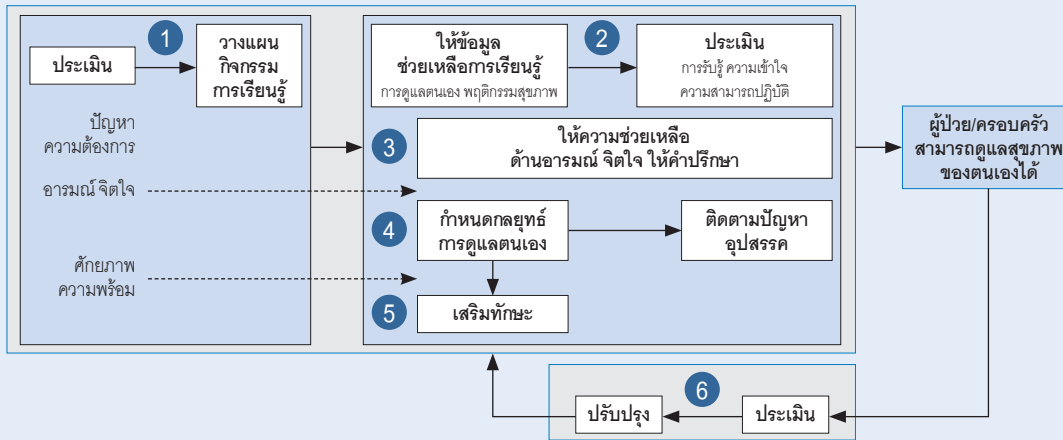 1
ประเมิน
วางแผน
กิจกรรม
การเรียนรู้
ปัญหา
ความต้องการ
อารมณ์ จิตใจ
ศักยภาพ
ความพร้อม
ให้ข้อมูล
ช่วยเหลือการเรียนรู้
การดูแลตนเอง พฤติกรรมสุขภาพ
2
ประเมิน
การรับรู้ ความเข้าใจ
ความสามารถปฏิบัติ
3
ให้ความช่วยเหลือ
ด้านอารมณ์ จิตใจ ให้คำปรึกษา
4
กำหนดกลยุทธ์
การดูแลตนเอง
ติดตามปัญหา
อุปสรรค
5
เสริมทักษะ
ผู้ป่วย/ครอบครัว
สามารถดูแลสุขภาพ
ของตนเองได้
6
ปรับปรุง
ประเมิน